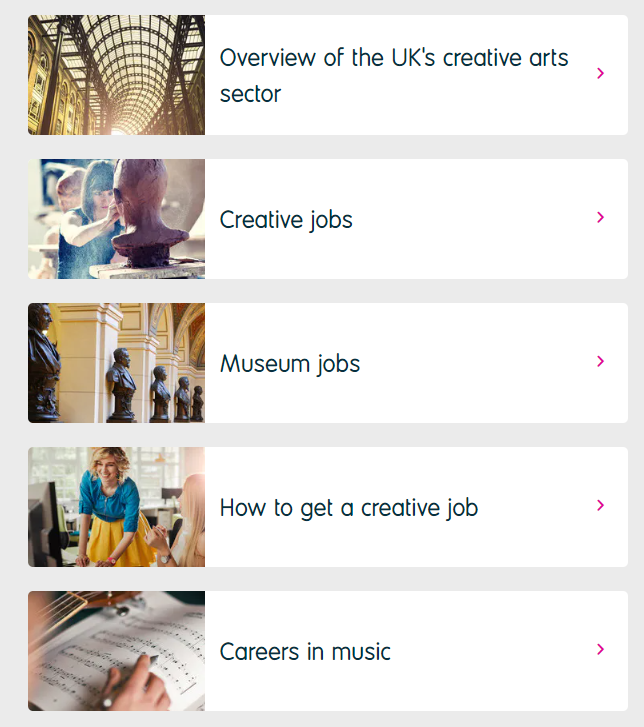 Overview of the UK's creative arts
sector
Creative jobs
Museum jobs
How to get a creative job
Careers in music